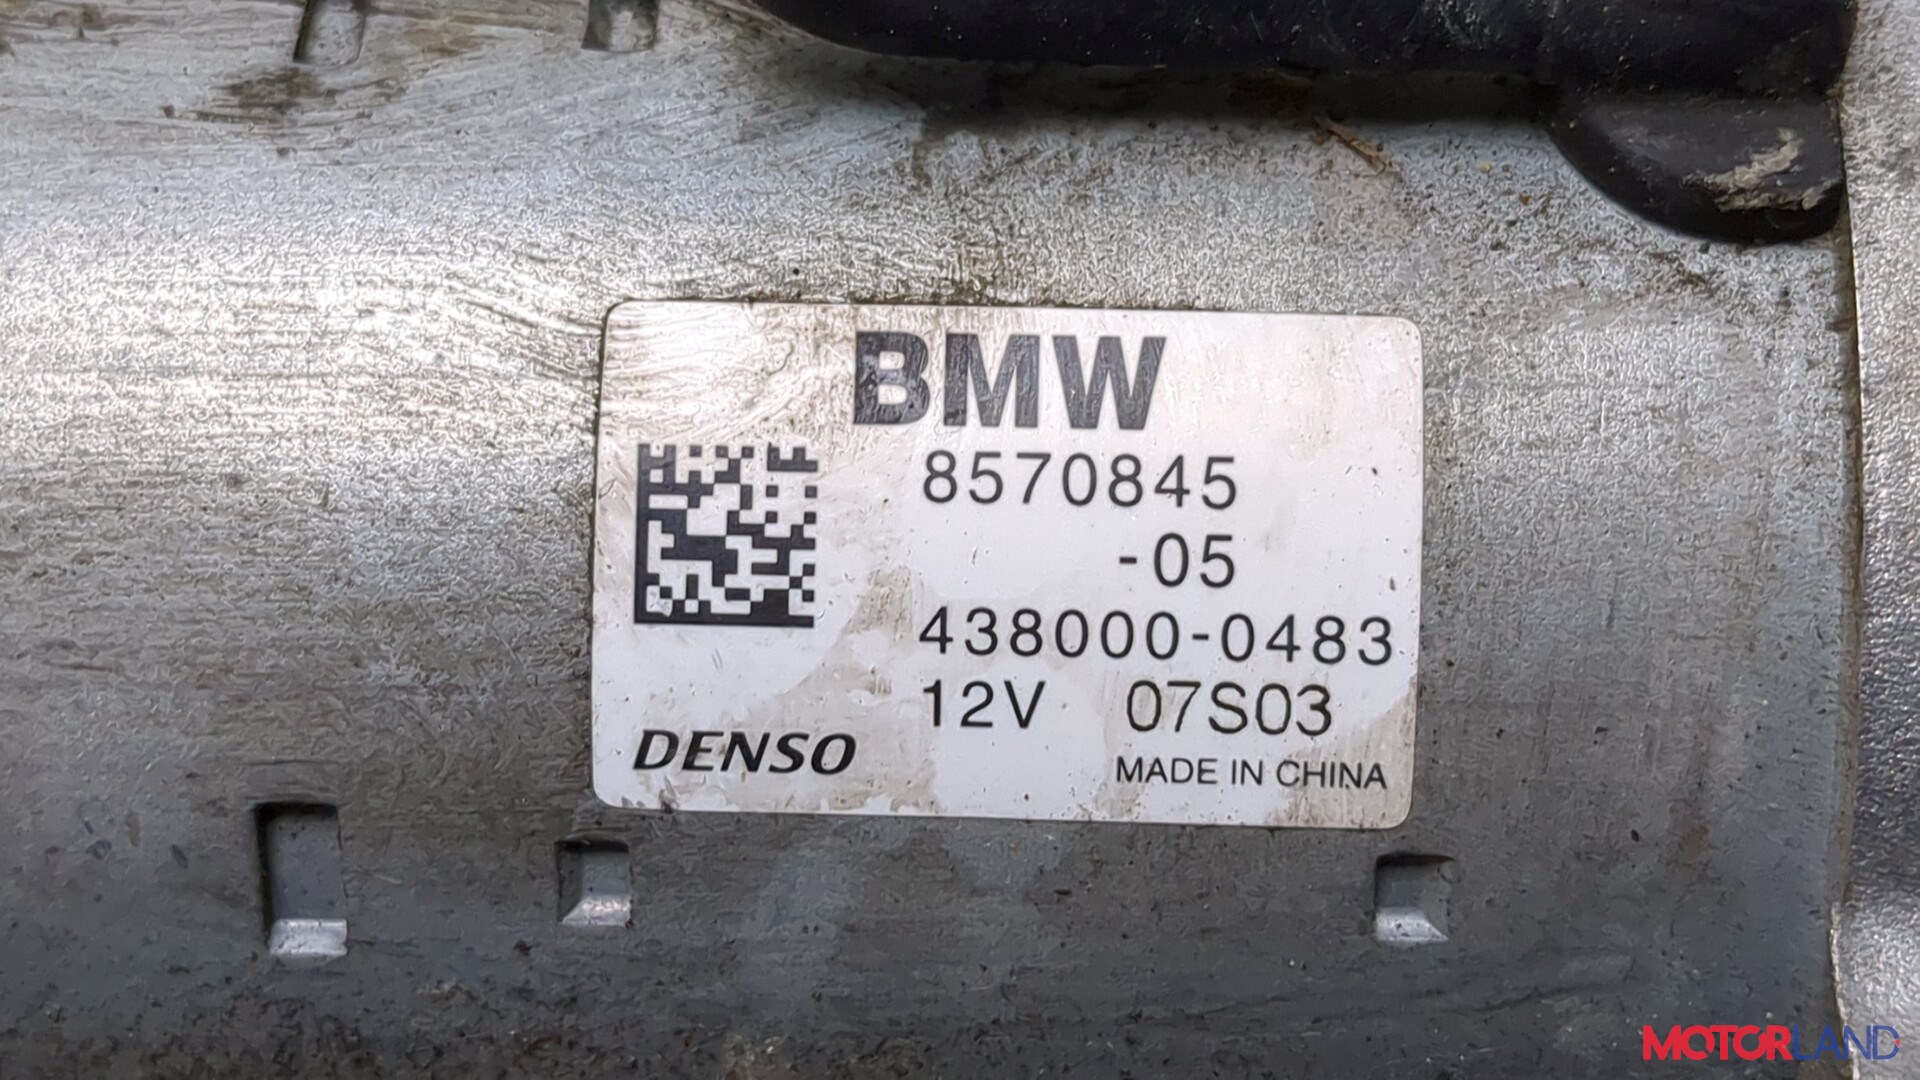 BMW
8570845
-05
438000-0483
12V 07S03
DENSO
MADE IN CHINA
MOTORLAND